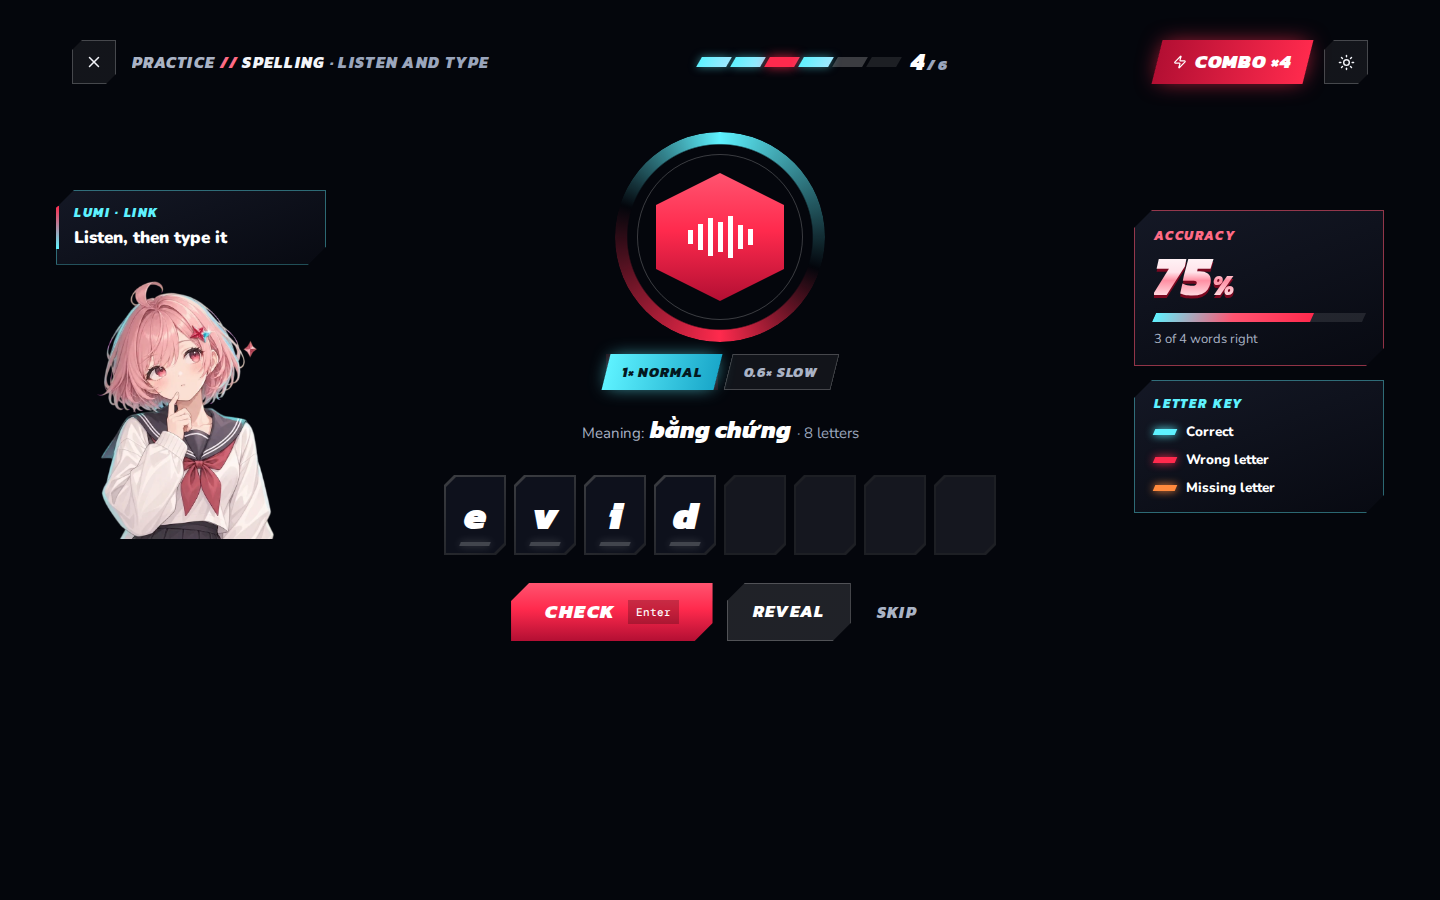 PRACTICE // SPELLING · LISTEN AND TYPE
4 / 6
COMBO ×4
LUMI · LINK
Listen, then type it
1× NORMAL
0.6× SLOW
Meaning: bằng chứng · 8 letters
e v i d
CHECK Enter
REVEAL
SKIP
ACCURACY
75%
3 of 4 words right
LETTER KEY
Correct
Wrong letter
Missing letter